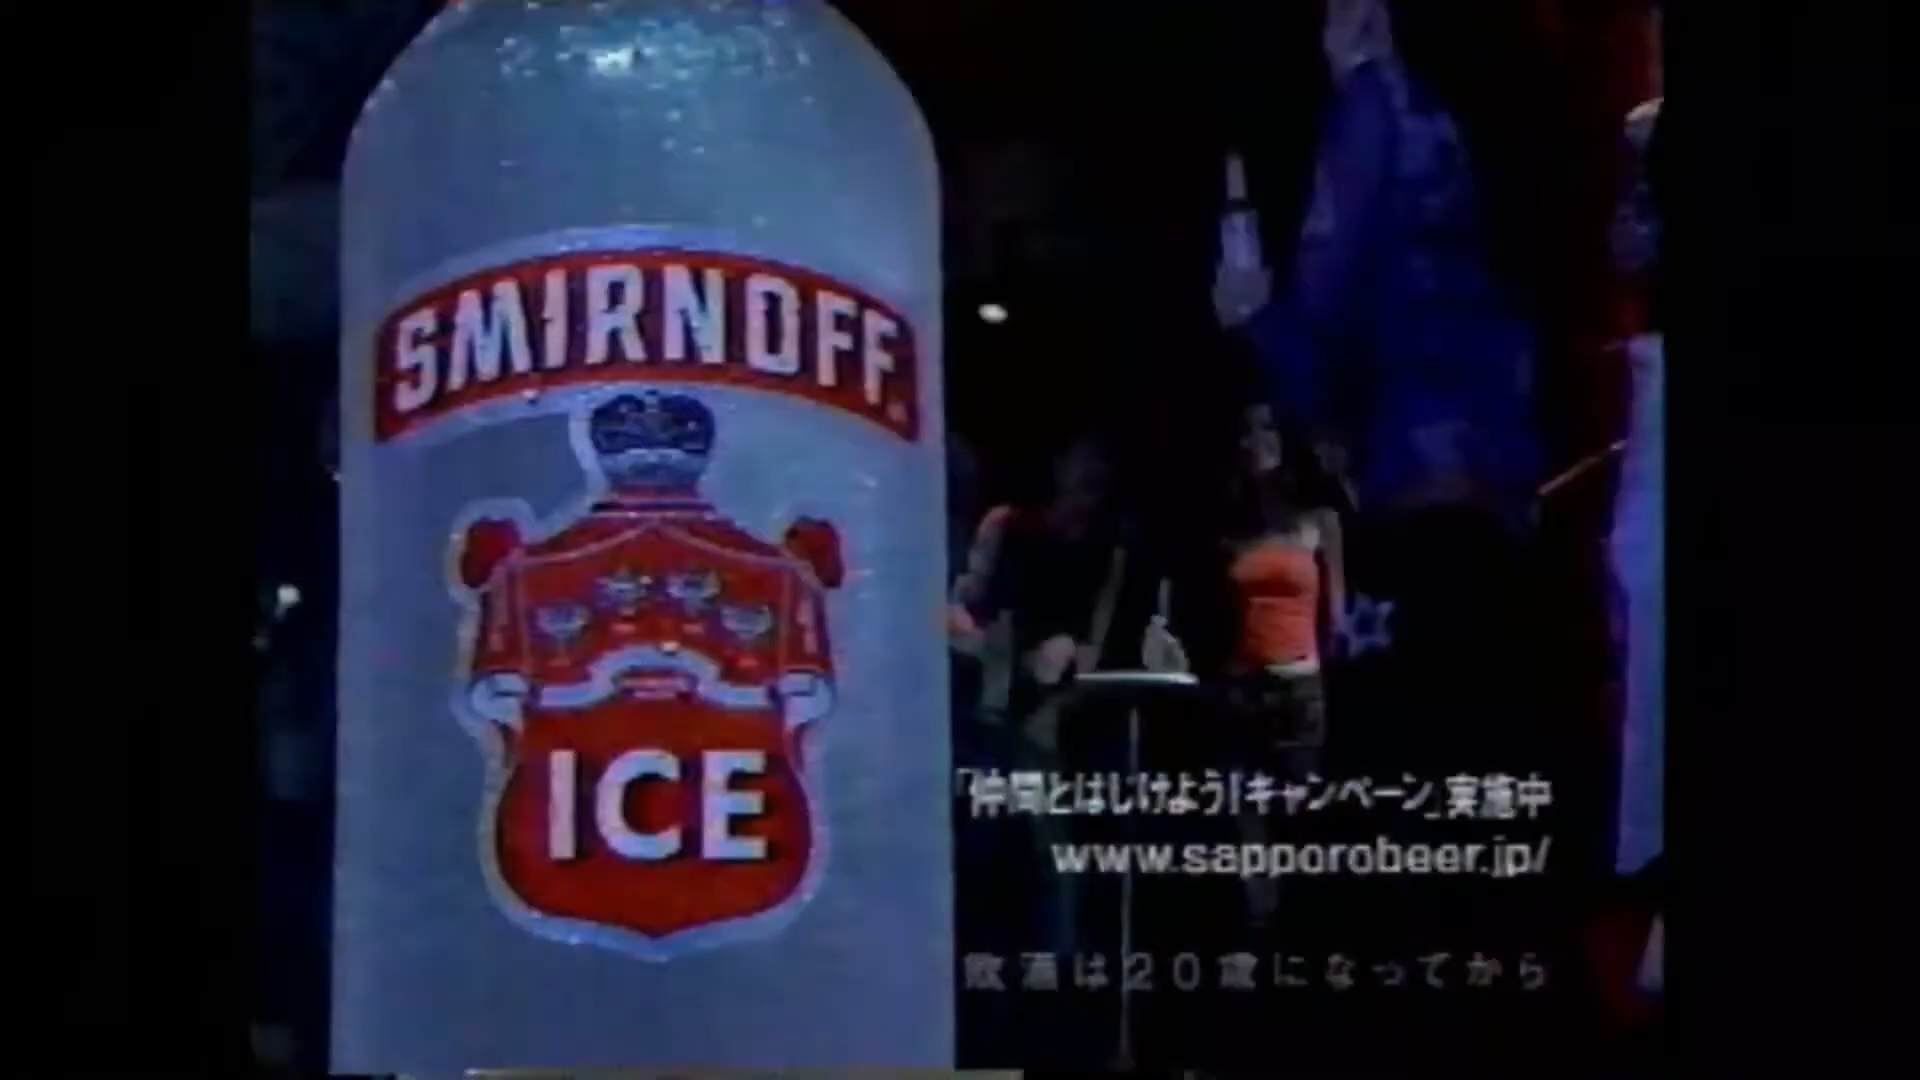 SMIRNOFF
ICE
「仲間とはじけよう!キャンペーン」実施中
www.sapporobeer.jp/
飲酒は20歳になってから